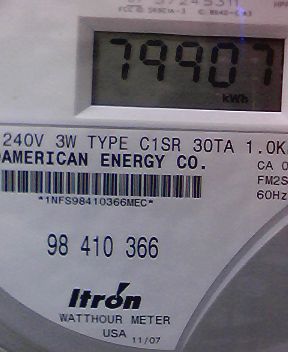 79907
kWh
240V 3W TYPE C1SR 30TA 1.0K
AMERICAN ENERGY CO.
CA 0
FM2S
60Hz
*1NFS98410366MEC*
98 410 366
Itron
WATTHOUR METER
USA 11/07